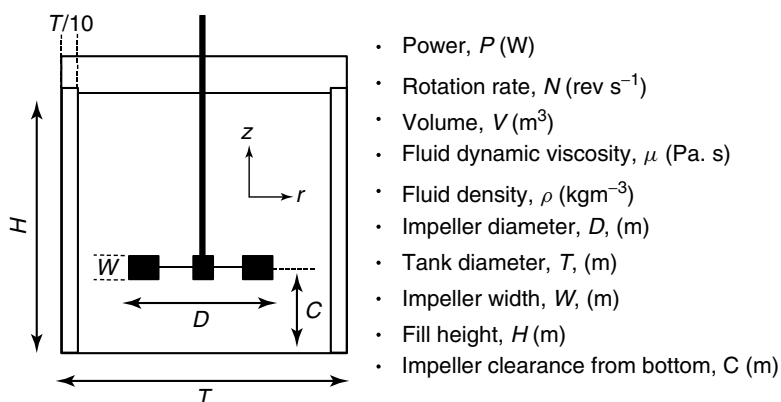 T/10
H
W
D
C
T
z
r
• Power, P (W)
• Rotation rate, N (rev s⁻¹)
• Volume, V (m³)
• Fluid dynamic viscosity, μ (Pa. s)
• Fluid density, ρ (kgm⁻³)
• Impeller diameter, D, (m)
• Tank diameter, T, (m)
• Impeller width, W, (m)
• Fill height, H (m)
• Impeller clearance from bottom, C (m)